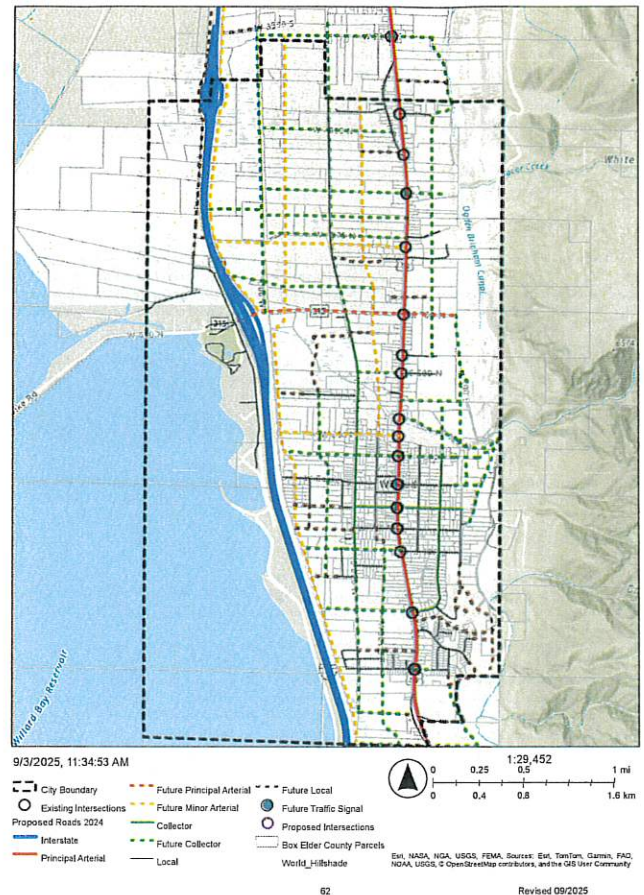 White
Ogden Brigham Canal
315
Willard Bay Reservoir
9/3/2025, 11:34:53 AM
1:29,452
0 0.25 0.5 1 mi
0 0.4 0.8 1.6 km
City Boundary
Existing Intersections
Proposed Roads 2024
Interstate
Principal Arterial
Future Principal Arterial
Future Minor Arterial
Collector
Future Collector
Local
Future Local
Future Traffic Signal
Proposed Intersections
Box Elder County Parcels
World_Hillshade
Esri, NASA, NGA, USGS, FEMA, Sources: Esri, TomTom, Garmin, FAO,
NOAA, USGS, © OpenStreetMap contributors, and the GIS User Community
62
Revised 09/2025